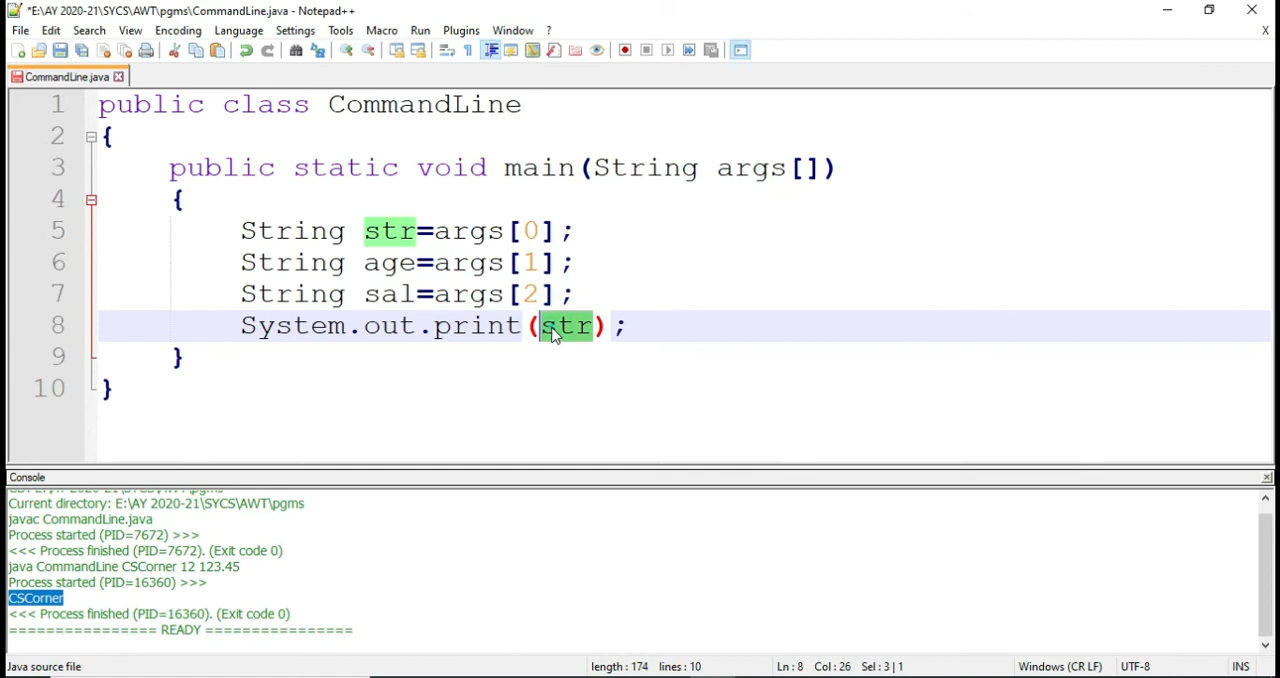 *E:\AY 2020-21\SYCS\AWT\pgms\CommandLine.java - Notepad++
File Edit Search View Encoding Language Settings Tools Macro Run Plugins Window ? X
CommandLine.java
1 public class CommandLine
2 {
3 public static void main(String args[])
4 {
5 String str=args[0];
6 String age=args[1];
7 String sal=args[2];
8 System.out.print(str);
9 }
10 }
Console
Current directory: E:\AY 2020-21\SYCS\AWT\pgms
javac CommandLine.java
Process started (PID=7672) >>>
<<< Process finished (PID=7672). (Exit code 0)
java CommandLine CSCorner 12 123.45
Process started (PID=16360) >>>
CSCorner
<<< Process finished (PID=16360). (Exit code 0)
================ READY ================
Java source file length : 174 lines : 10 Ln : 8 Col : 26 Sel : 3 | 1 Windows (CR LF) UTF-8 INS